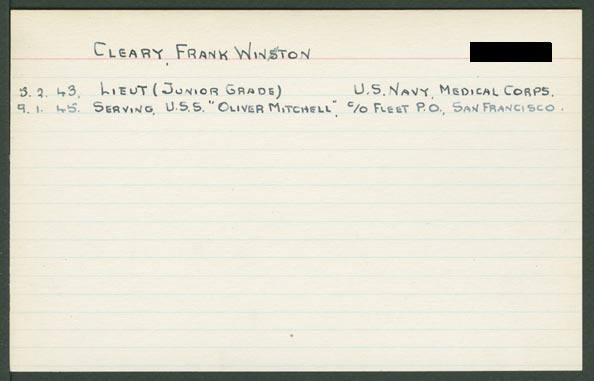 CLEARY, FRANK WINSTON
3. 2. 43. LIEUT (JUNIOR GRADE) U.S. NAVY, MEDICAL CORPS.
9. 1. 45. SERVING, U.S.S. "OLIVER MITCHELL", C/O FLEET P.O., SAN FRANCISCO.